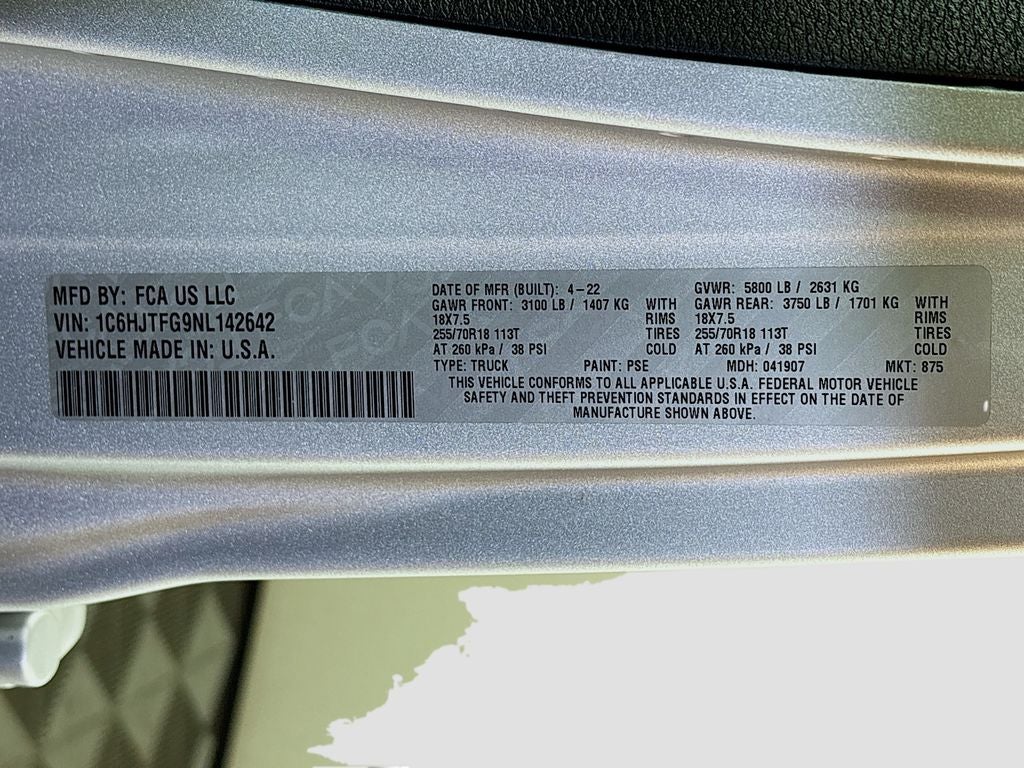 MFD BY: FCA US LLC
VIN: 1C6HJTFG9NL142642
VEHICLE MADE IN: U.S.A.
DATE OF MFR (BUILT): 4-22 GVWR: 5800 LB / 2631 KG
GAWR FRONT: 3100 LB / 1407 KG WITH GAWR REAR: 3750 LB / 1701 KG WITH
18X7.5 RIMS 18X7.5 RIMS
255/70R18 113T TIRES 255/70R18 113T TIRES
AT 260 kPa / 38 PSI COLD AT 260 kPa / 38 PSI COLD
TYPE: TRUCK PAINT: PSE MDH: 041907 MKT: 875
THIS VEHICLE CONFORMS TO ALL APPLICABLE U.S.A. FEDERAL MOTOR VEHICLE
SAFETY AND THEFT PREVENTION STANDARDS IN EFFECT ON THE DATE OF
MANUFACTURE SHOWN ABOVE.